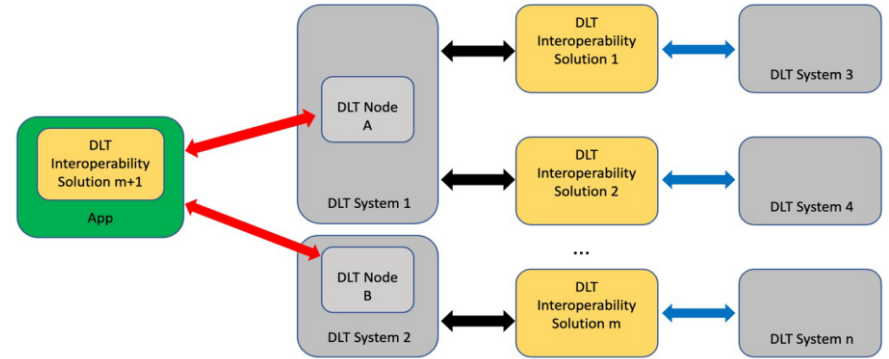 DLT
Interoperability
Solution m+1
App
DLT Node
A
DLT System 1
DLT Node
B
DLT System 2
DLT
Interoperability
Solution 1
DLT
Interoperability
Solution 2
...
DLT
Interoperability
Solution m
DLT System 3
DLT System 4
DLT System n